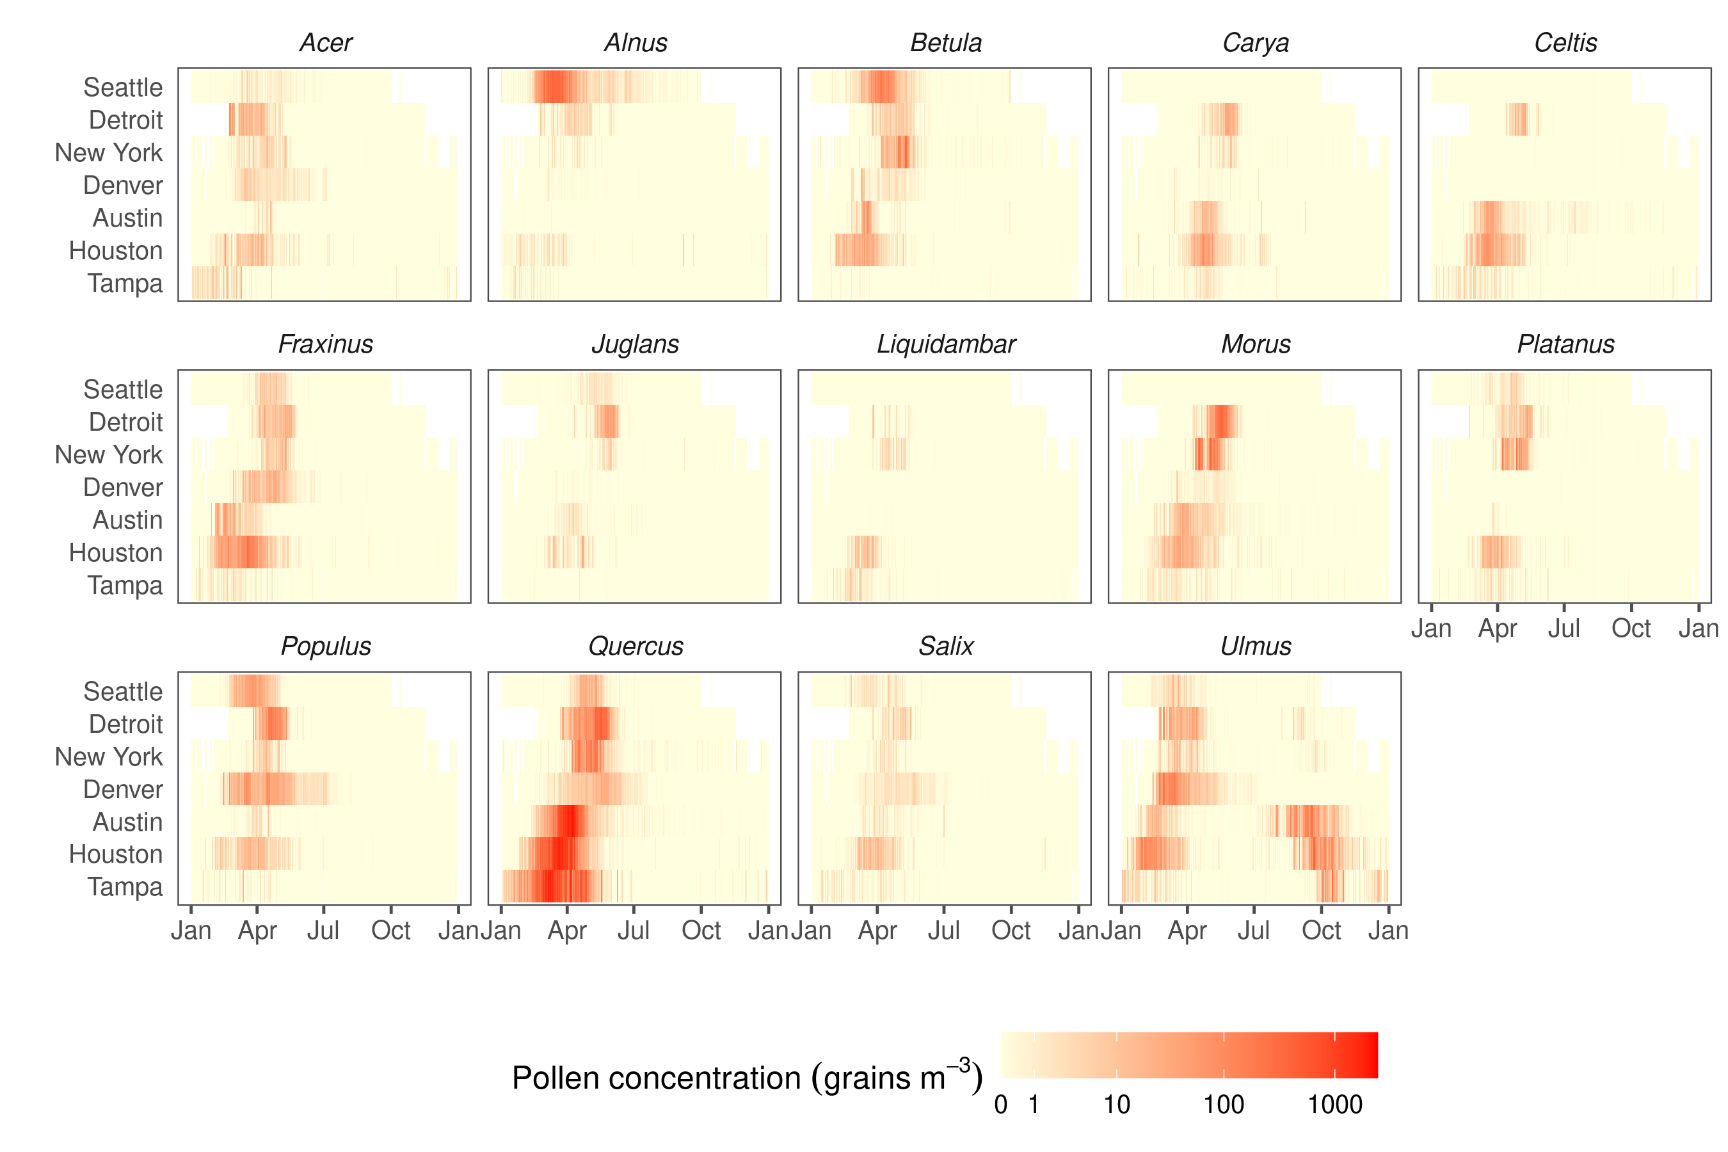 Acer Alnus Betula Carya Celtis
Seattle
Detroit
New York
Denver
Austin
Houston
Tampa
Fraxinus Juglans Liquidambar Morus Platanus
Seattle
Detroit
New York
Denver
Austin
Houston
Tampa
Jan Apr Jul Oct Jan
Populus Quercus Salix Ulmus
Seattle
Detroit
New York
Denver
Austin
Houston
Tampa
Jan Apr Jul Oct Jan Jan Apr Jul Oct Jan Jan Apr Jul Oct Jan Jan Apr Jul Oct Jan
Pollen concentration (grains m⁻³)
0 1 10 100 1000